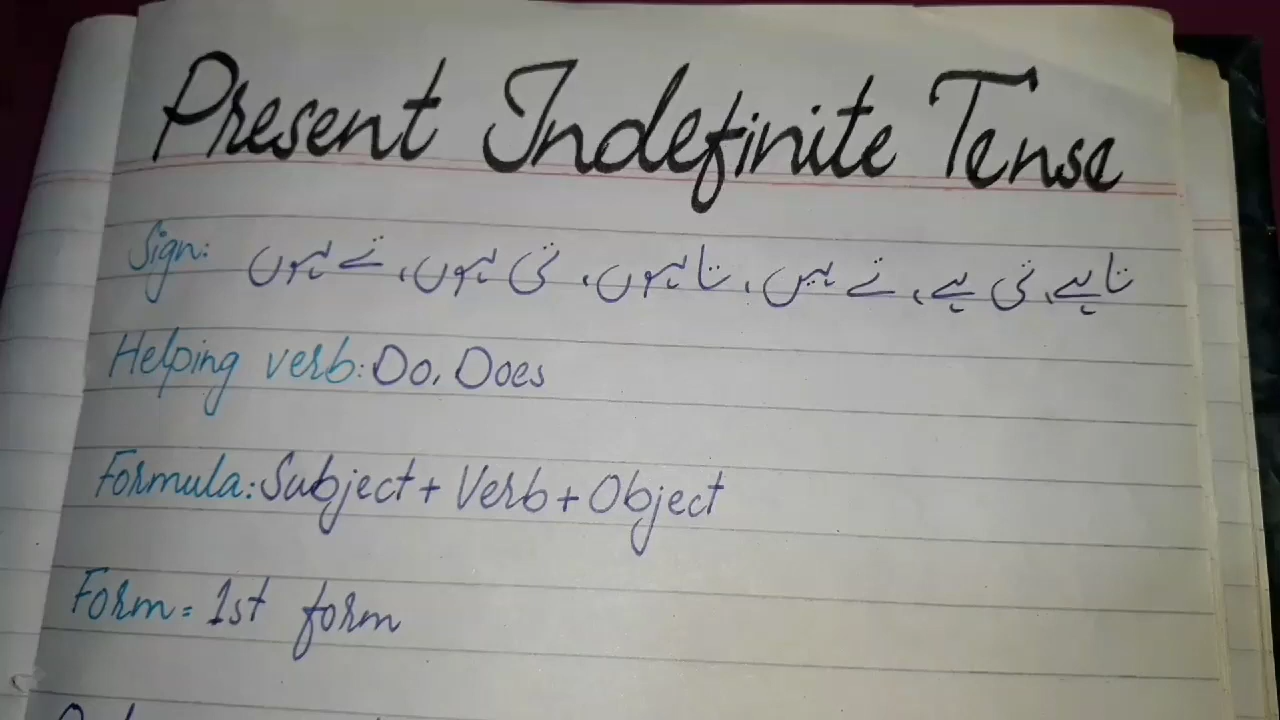 Present Indefinite Tense
Sign: تا ہے، تی ہے، تے ہیں، تا ہوں، تی ہوں، تے ہوں
Helping verb: Do, Does
Formula: Subject + Verb + Object
Form = 1st form